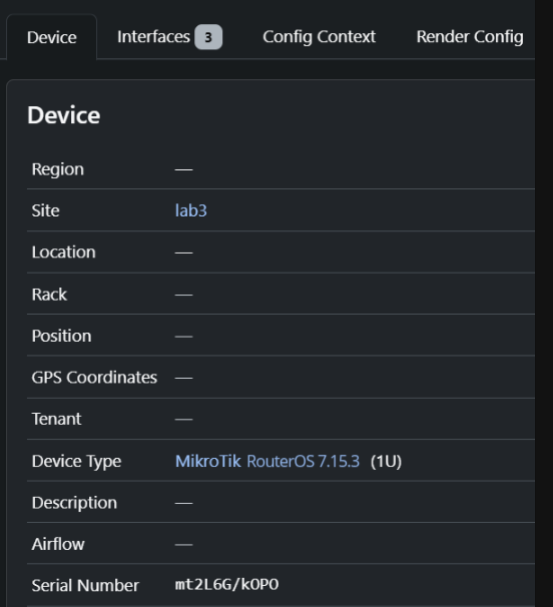 Device Interfaces 3 Config Context Render Config
Device
Region —
Site lab3
Location —
Rack —
Position —
GPS Coordinates —
Tenant —
Device Type MikroTik RouterOS 7.15.3 (1U)
Description —
Airflow —
Serial Number mt2L6G/kOPO